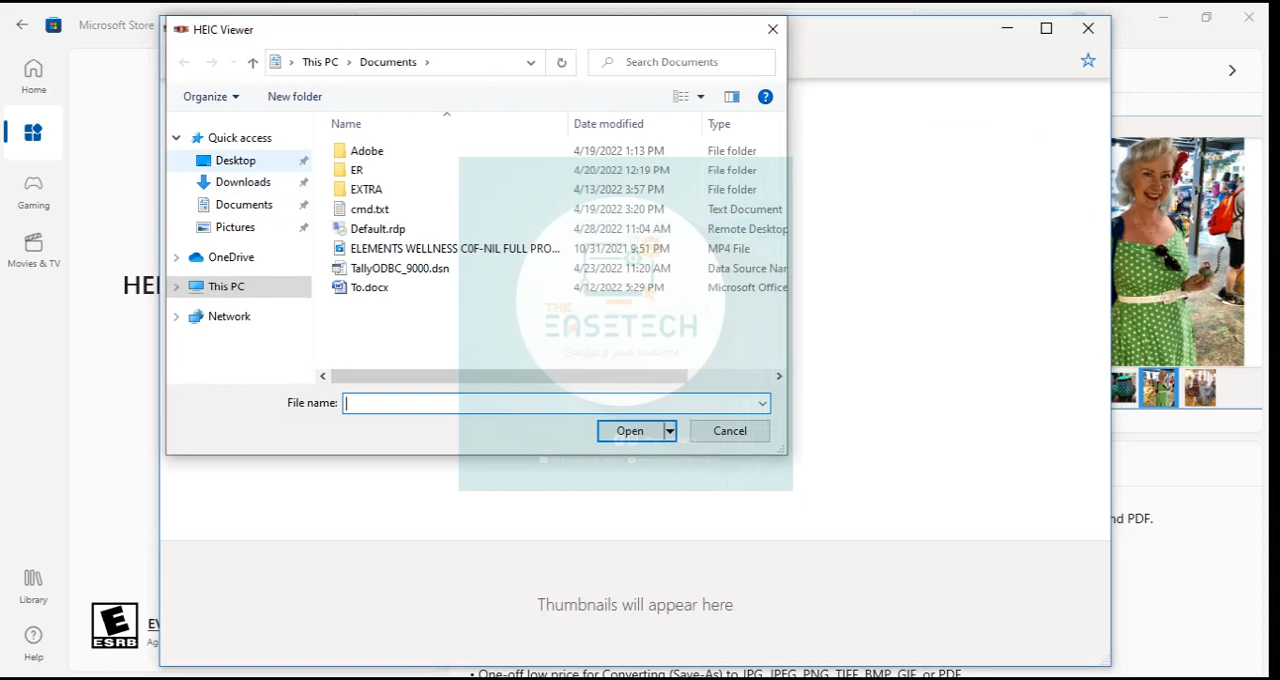 Microsoft Store
HEIC Viewer
This PC
Documents
Search Documents
Organize
New folder
Name
Date modified
Type
Adobe
4/19/2022 1:13 PM
File folder
ER
4/20/2022 12:19 PM
File folder
EXTRA
4/13/2022 3:57 PM
File folder
cmd.txt
4/19/2022 3:20 PM
Text Document
Default.rdp
4/28/2022 11:04 AM
Remote Desktop
ELEMENTS WELLNESS C0F-NIL FULL PRO...
10/31/2021 9:51 PM
MP4 File
TallyODBC_9000.dsn
4/23/2022 11:20 AM
Data Source Nar
To.docx
4/12/2022 5:29 PM
Microsoft Office
Quick access
Desktop
Downloads
Documents
Pictures
OneDrive
This PC
Network
File name:
Open
Cancel
THE
EASETECH
Home
Gaming
Movies & TV
Library
Help
HEI
E
ESRB
EV
Ag
Thumbnails will appear here
nd PDF.
• One-off low price for Converting (Save-As) to JPG, JPEG, PNG, TIFF, BMP, GIF, or PDF